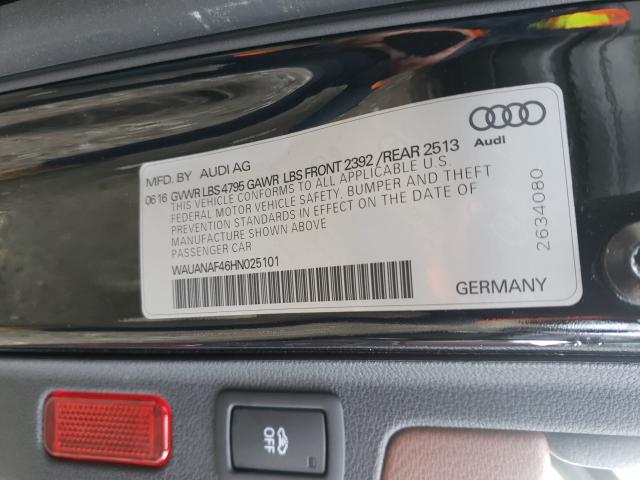 MFD. BY AUDI AG
06 16 GVWR LBS 4795 GAWR LBS FRONT 2392 /REAR 2513
THIS VEHICLE CONFORMS TO ALL APPLICABLE U.S.
FEDERAL MOTOR VEHICLE SAFETY, BUMPER AND THEFT
PREVENTION STANDARDS IN EFFECT ON THE DATE OF
MANUFACTURE SHOWN ABOVE
PASSENGER CAR
WAUANAF46HN025101
Audi
2634080
GERMANY
OFF